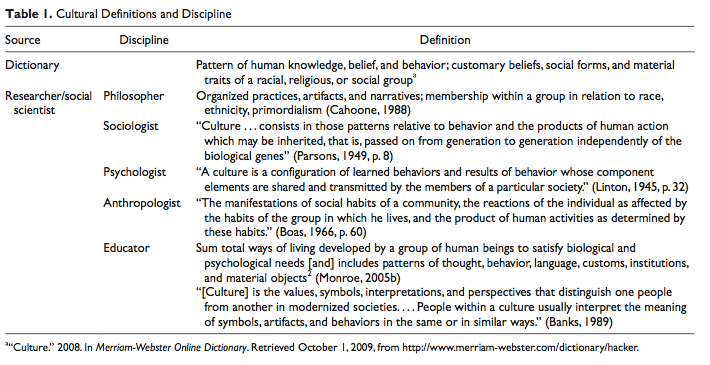 Table 1. Cultural Definitions and Discipline
Source Discipline Definition
Dictionary Pattern of human knowledge, belief, and behavior; customary beliefs, social forms, and material
traits of a racial, religious, or social groupᵃ
Researcher/social Philosopher Organized practices, artifacts, and narratives; membership within a group in relation to race,
scientist ethnicity, primordialism (Cahoone, 1988)
Sociologist “Culture . . . consists in those patterns relative to behavior and the products of human action
which may be inherited, that is, passed on from generation to generation independently of the
biological genes” (Parsons, 1949, p. 8)
Psychologist “A culture is a configuration of learned behaviors and results of behavior whose component
elements are shared and transmitted by the members of a particular society.” (Linton, 1945, p. 32)
Anthropologist “The manifestations of social habits of a community, the reactions of the individual as affected by
the habits of the group in which he lives, and the product of human activities as determined by
these habits.” (Boas, 1966, p. 60)
Educator Sum total ways of living developed by a group of human beings to satisfy biological and
psychological needs [and] includes patterns of thought, behavior, language, customs, institutions,
and material objects² (Monroe, 2005b)
“[Culture] is the values, symbols, interpretations, and perspectives that distinguish one people
from another in modernized societies. . . . People within a culture usually interpret the meaning
of symbols, artifacts, and behaviors in the same or in similar ways.” (Banks, 1989)
ᵃ“Culture.” 2008. In Merriam-Webster Online Dictionary. Retrieved October 1, 2009, from http://www.merriam-webster.com/dictionary/hacker.